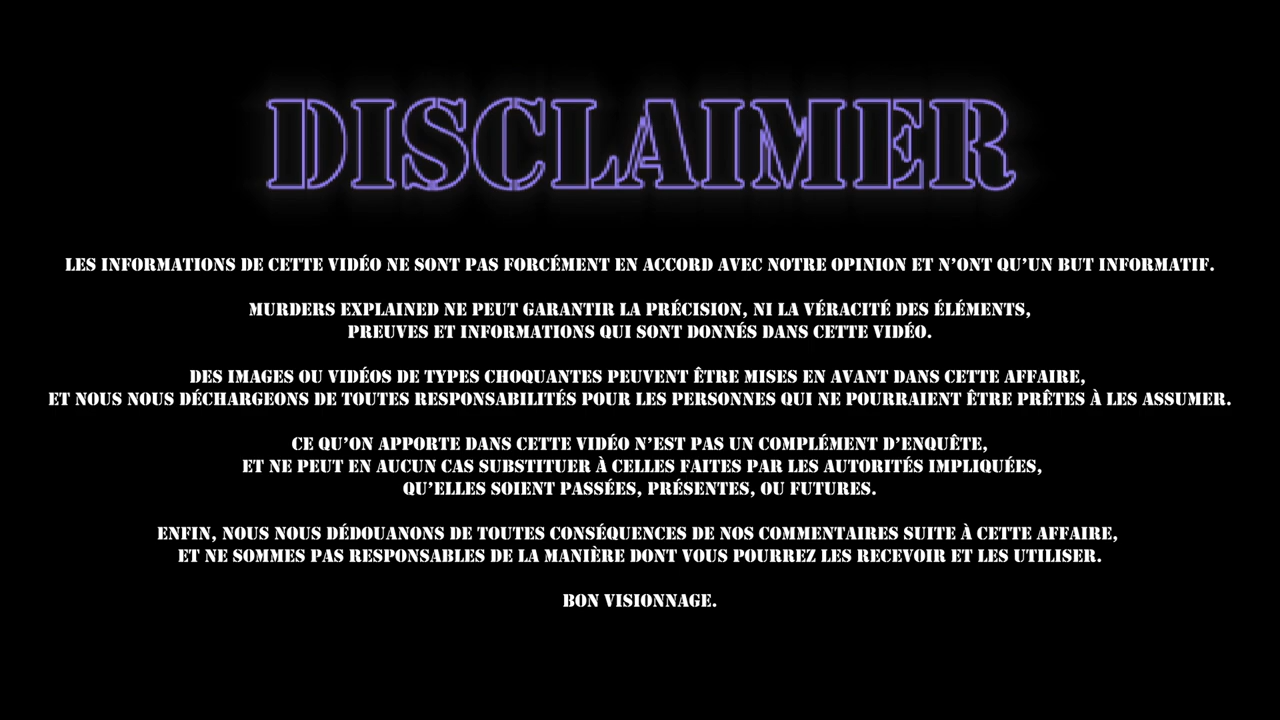 DISCLAIMER
LES INFORMATIONS DE CETTE VIDÉO NE SONT PAS FORCÉMENT EN ACCORD AVEC NOTRE OPINION ET N'ONT QU'UN BUT INFORMATIF.
MURDERS EXPLAINED NE PEUT GARANTIR LA PRÉCISION, NI LA VÉRACITÉ DES ÉLÉMENTS,
PREUVES ET INFORMATIONS QUI SONT DONNÉS DANS CETTE VIDÉO.
DES IMAGES OU VIDÉOS DE TYPES CHOQUANTES PEUVENT ÊTRE MISES EN AVANT DANS CETTE AFFAIRE,
ET NOUS NOUS DÉCHARGEONS DE TOUTES RESPONSABILITÉS POUR LES PERSONNES QUI NE POURRAIENT ÊTRE PRÊTES À LES ASSUMER.
CE QU'ON APPORTE DANS CETTE VIDÉO N'EST PAS UN COMPLÉMENT D'ENQUÊTE,
ET NE PEUT EN AUCUN CAS SUBSTITUER À CELLES FAITES PAR LES AUTORITÉS IMPLIQUÉES,
QU'ELLES SOIENT PASSÉES, PRÉSENTES, OU FUTURES.
ENFIN, NOUS NOUS DÉDOUANONS DE TOUTES CONSÉQUENCES DE NOS COMMENTAIRES SUITE À CETTE AFFAIRE,
ET NE SOMMES PAS RESPONSABLES DE LA MANIÈRE DONT VOUS POURREZ LES RECEVOIR ET LES UTILISER.
BON VISIONNAGE.